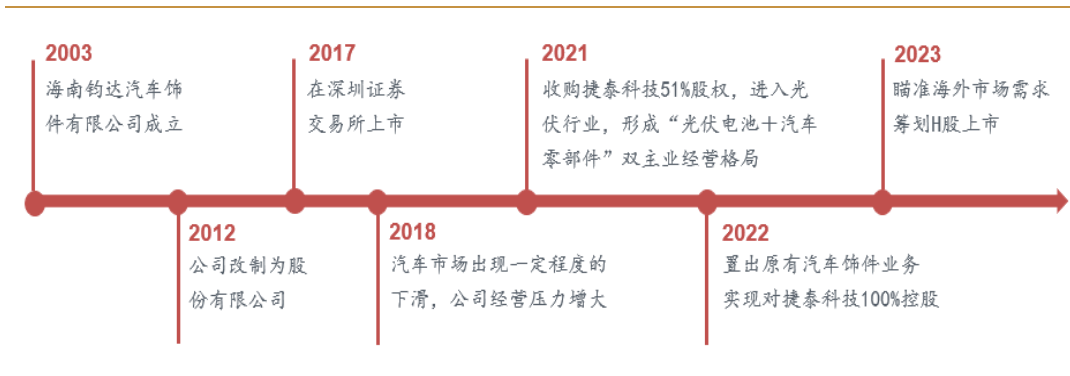 2003
海南钧达汽车饰
件有限公司成立
2017
在深圳证券
交易所上市
2021
收购捷泰科技51%股权，进入光
伏行业，形成“光伏电池＋汽车
零部件”双主业经营格局
2023
瞄准海外市场需求
筹划H股上市
2012
公司改制为股
份有限公司
2018
汽车市场出现一定程度的
下滑，公司经营压力增大
2022
置出原有汽车饰件业务
实现对捷泰科技100%控股